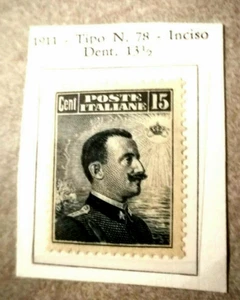 1911 - Tipo N. 78 - Inciso
Dent. 13½
Cent POSTE ITALIANE 15